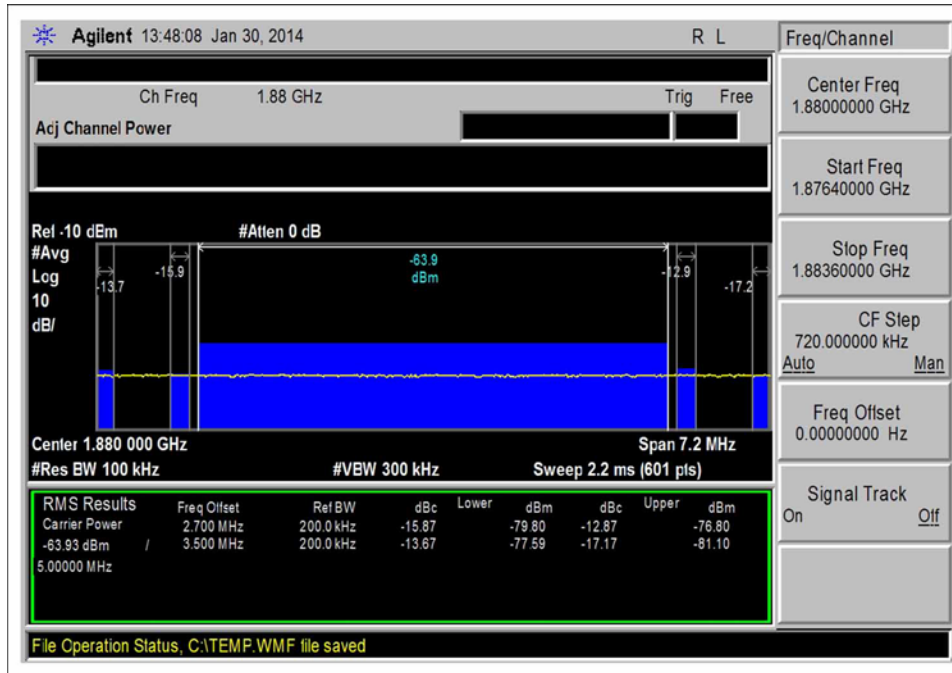 Agilent 13:48:08 Jan 30, 2014 R L
Freq/Channel
Ch Freq 1.88 GHz Trig Free
Adj Channel Power
Center Freq
1.88000000 GHz
Start Freq
1.87640000 GHz
Stop Freq
1.88360000 GHz
CF Step
720.000000 kHz
Auto Man
Freq Offset
0.00000000 Hz
Signal Track
On Off
Ref -10 dBm #Atten 0 dB
#Avg
Log
10
dB/
-13.7
-15.9
-63.9
dBm
-12.9
-17.2
Center 1.880 000 GHz Span 7.2 MHz
#Res BW 100 kHz #VBW 300 kHz Sweep 2.2 ms (601 pts)
RMS Results Freq Offset Ref BW dBc Lower dBm dBc Upper dBm
Carrier Power 2.700 MHz 200.0 kHz -15.87 -79.80 -12.87 -76.80
-63.93 dBm / 3.500 MHz 200.0 kHz -13.67 -77.59 -17.17 -81.10
5.00000 MHz
File Operation Status, C:\TEMP.WMF file saved